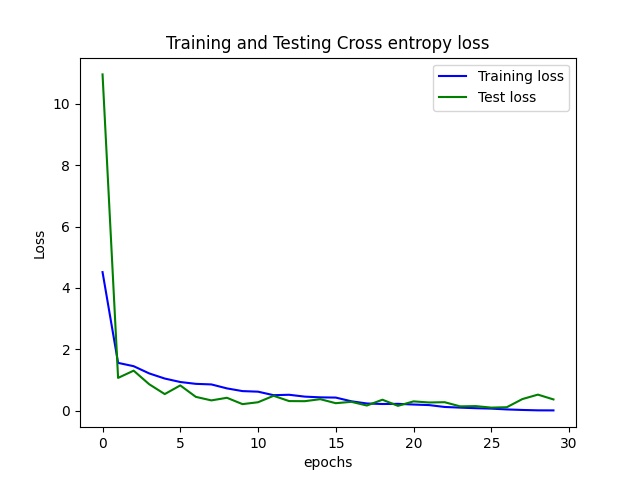 Training and Testing Cross entropy loss
Training loss
Test loss
10
8
6
4
2
0
Loss
0 5 10 15 20 25 30
epochs